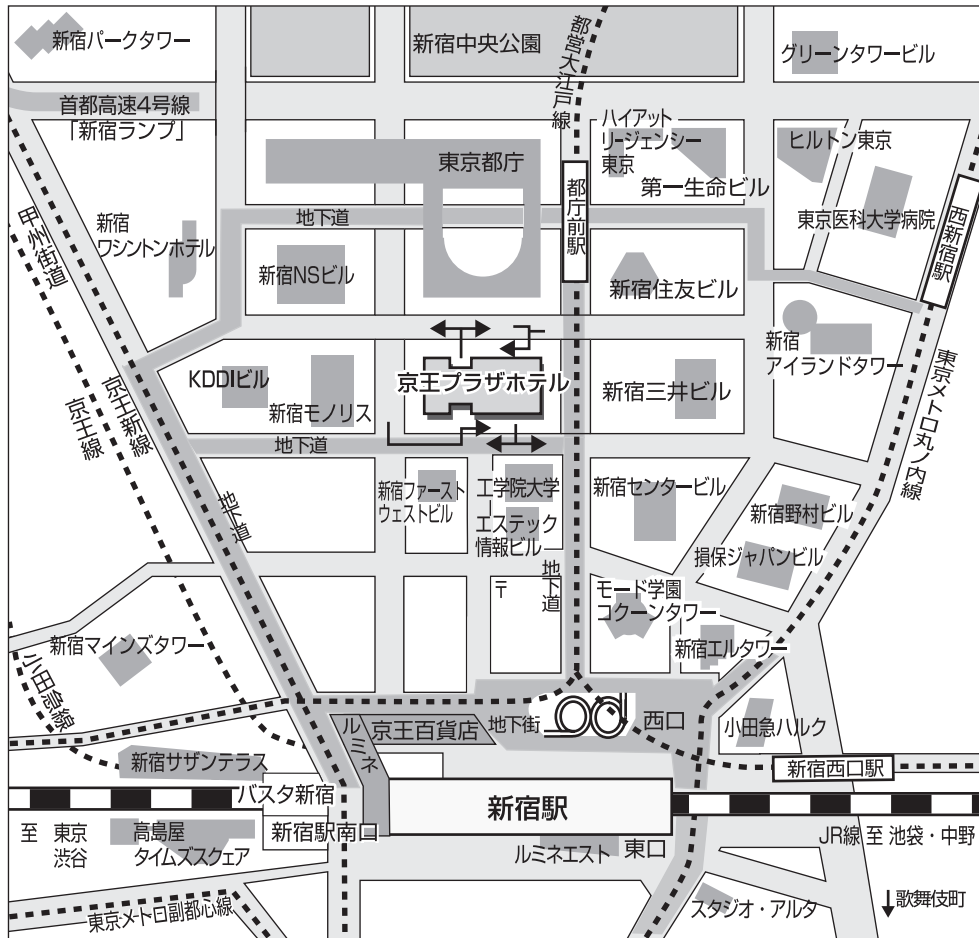 新宿パークタワー
新宿中央公園
都営大江戸線
グリーンタワービル
首都高速4号線
「新宿ランプ」
ハイアット
リージェンシー
東京
ヒルトン東京
東京都庁
第一生命ビル
都庁前駅
西新宿駅
地下道
新宿
ワシントンホテル
東京医科大学病院
甲州街道
新宿NSビル
新宿住友ビル
新宿
アイランドタワー
KDDIビル
新宿モノリス
京王プラザホテル
新宿三井ビル
東京メトロ丸ノ内線
京王新線
京王線
地下道
地下道
新宿ファースト
ウェストビル
工学院大学
エステック
情報ビル
新宿センタービル
新宿野村ビル
損保ジャパンビル
〒
地下道
モード学園
コクーンタワー
新宿マインズタワー
新宿エルタワー
小田急線
ルミネ
京王百貨店
地下街
西口
小田急ハルク
新宿サザンテラス
新宿西口駅
バスタ新宿
新宿駅
至 東京
渋谷
高島屋
タイムズスクェア
新宿駅南口
ルミネエスト
東口
JR線 至 池袋・中野
東京メトロ副都心線
スタジオ・アルタ
↓歌舞伎町